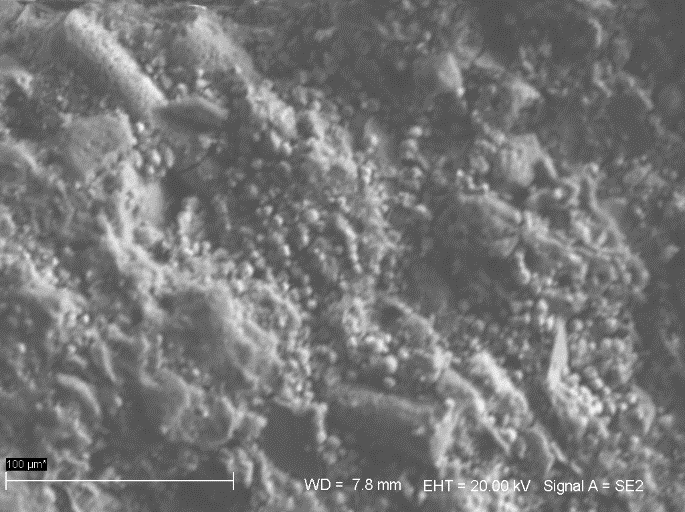 100 µm*
WD = 7.8 mm EHT = 20.00 kV Signal A = SE2